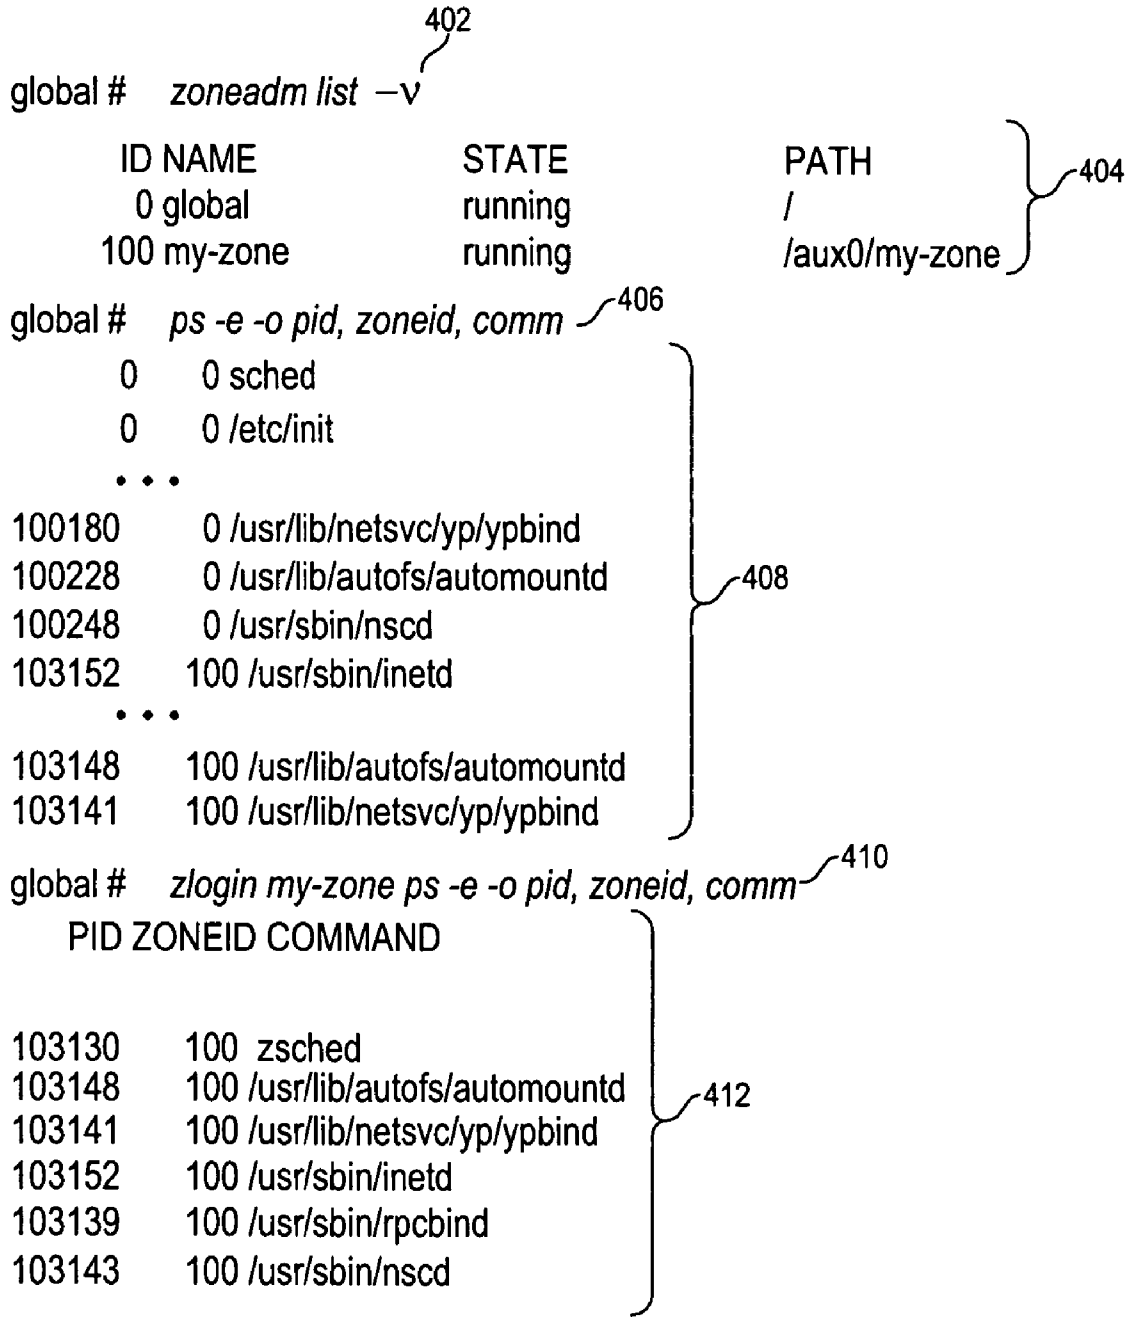 402
global # zoneadm list –v
ID NAME STATE PATH
0 global running /
100 my-zone running /aux0/my-zone
404
global # ps -e -o pid, zoneid, comm 406
0 0 sched
0 0 /etc/init
• • •
100180 0 /usr/lib/netsvc/yp/ypbind
100228 0 /usr/lib/autofs/automountd
408
100248 0 /usr/sbin/nscd
103152 100 /usr/sbin/inetd
• • •
103148 100 /usr/lib/autofs/automountd
103141 100 /usr/lib/netsvc/yp/ypbind
global # zlogin my-zone ps -e -o pid, zoneid, comm 410
PID ZONEID COMMAND
103130 100 zsched
103148 100 /usr/lib/autofs/automountd
412
103141 100 /usr/lib/netsvc/yp/ypbind
103152 100 /usr/sbin/inetd
103139 100 /usr/sbin/rpcbind
103143 100 /usr/sbin/nscd